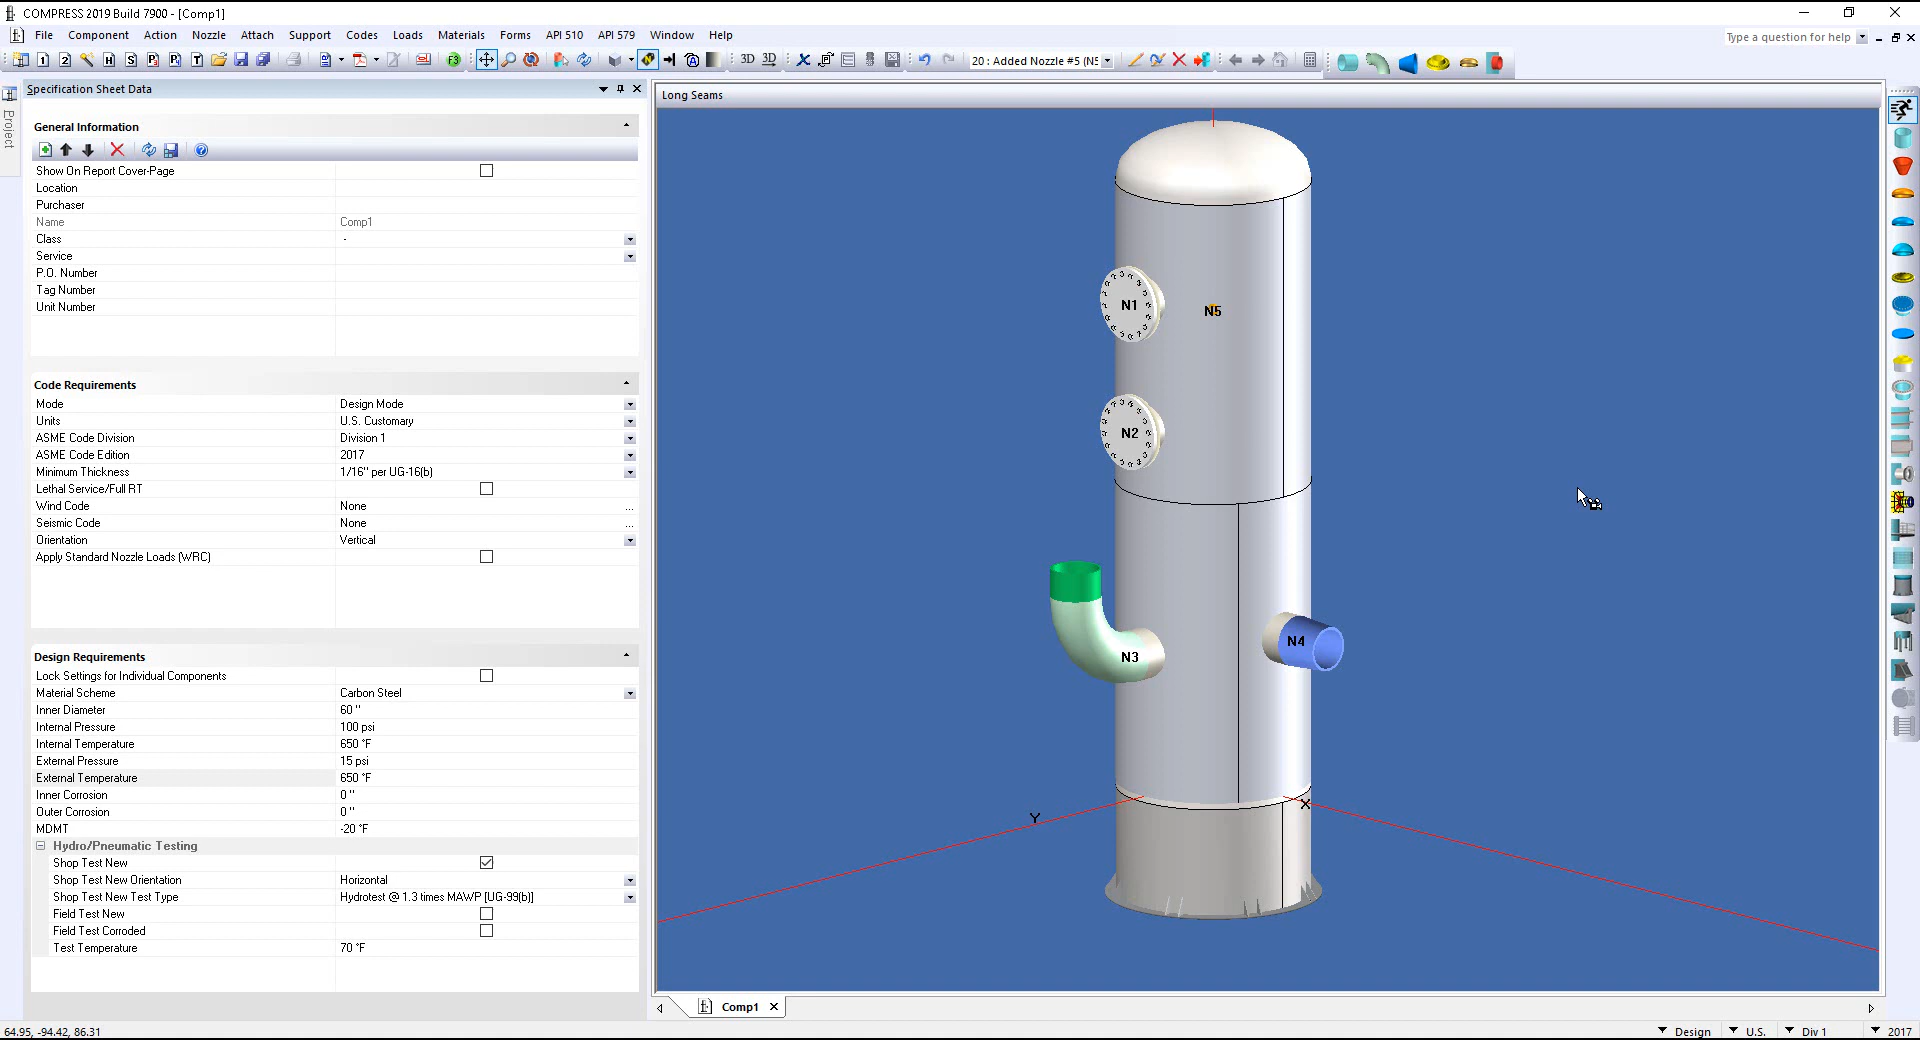 COMPRESS 2019 Build 7900 - [Comp1]
File Component Action Nozzle Attach Support Codes Loads Materials Forms API 510 API 579 Window Help
Type a question for help
1 2 H S T F3 3D 3D 20 : Added Nozzle #5 (N5
Project
Specification Sheet Data
General Information
Show On Report Cover-Page
Location
Purchaser
Name Comp1
Class -
Service
P.O. Number
Tag Number
Unit Number
Code Requirements
Mode Design Mode
Units U.S. Customary
ASME Code Division Division 1
ASME Code Edition 2017
Minimum Thickness 1/16" per UG-16(b)
Lethal Service/Full RT
Wind Code None ...
Seismic Code None ...
Orientation Vertical
Apply Standard Nozzle Loads (WRC)
Design Requirements
Lock Settings for Individual Components
Material Scheme Carbon Steel
Inner Diameter 60 "
Internal Pressure 100 psi
Internal Temperature 650 °F
External Pressure 15 psi
External Temperature 650 °F
Inner Corrosion 0 "
Outer Corrosion 0 "
MDMT -20 °F
Hydro/Pneumatic Testing
Shop Test New
Shop Test New Orientation Horizontal
Shop Test New Test Type Hydrotest @ 1.3 times MAWP [UG-99(b)]
Field Test New
Field Test Corroded
Test Temperature 70 °F
Long Seams
N1
N5
N2
N4
N3
X
Y
Comp1
64.95, -94.42, 86.31
Design U.S. Div 1 2017